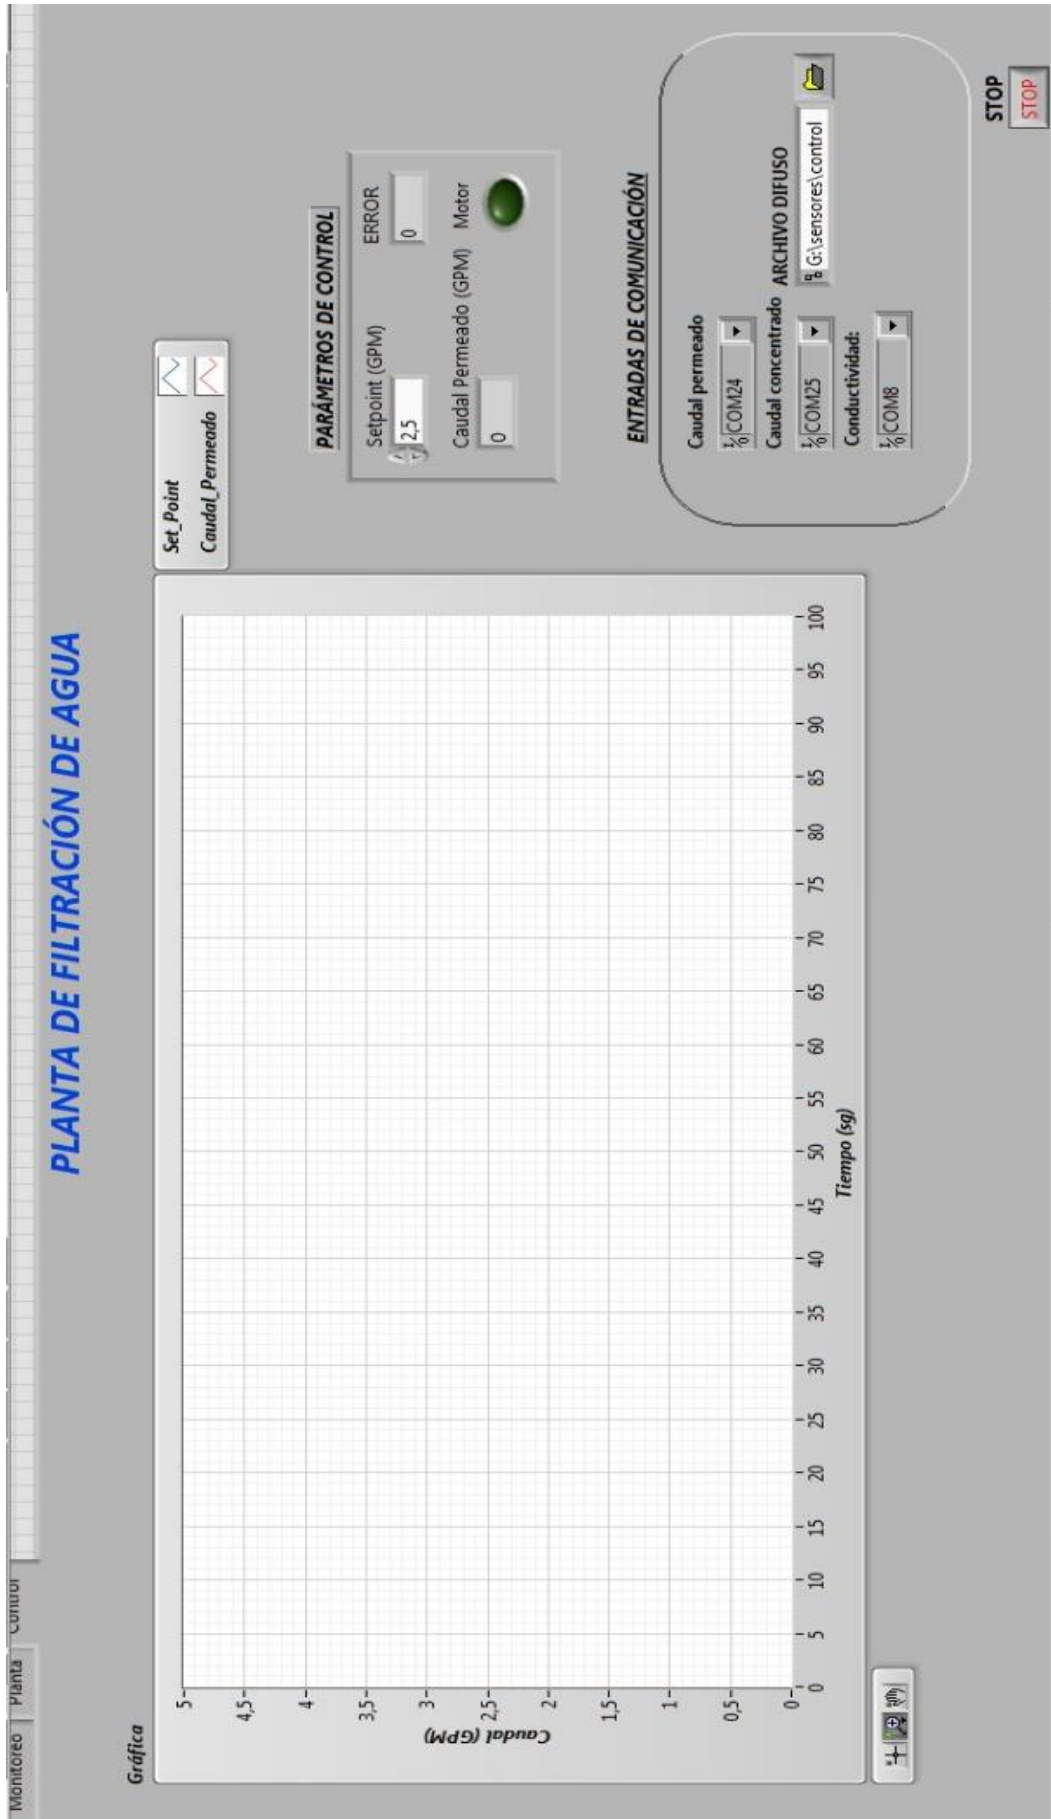 Monitoreo
Planta
Control
PLANTA DE FILTRACIÓN DE AGUA
Gráfica
Set_Point
Caudal_Permeado
Caudal (GPM)
5
4,5
4
3,5
3
2,5
2
1,5
1
0,5
0
0 5 10 15 20 25 30 35 40 45 50 55 60 65 70 75 80 85 90 95 100
Tiempo (sg)
PARÁMETROS DE CONTROL
Setpoint (GPM)
2,5
ERROR
0
Caudal Permeado (GPM)
0
Motor
ENTRADAS DE COMUNICACIÓN
Caudal permeado
COM24
Caudal concentrado
COM25
Conductividad:
COM8
ARCHIVO DIFUSO
G:\sensores\control
STOP
STOP